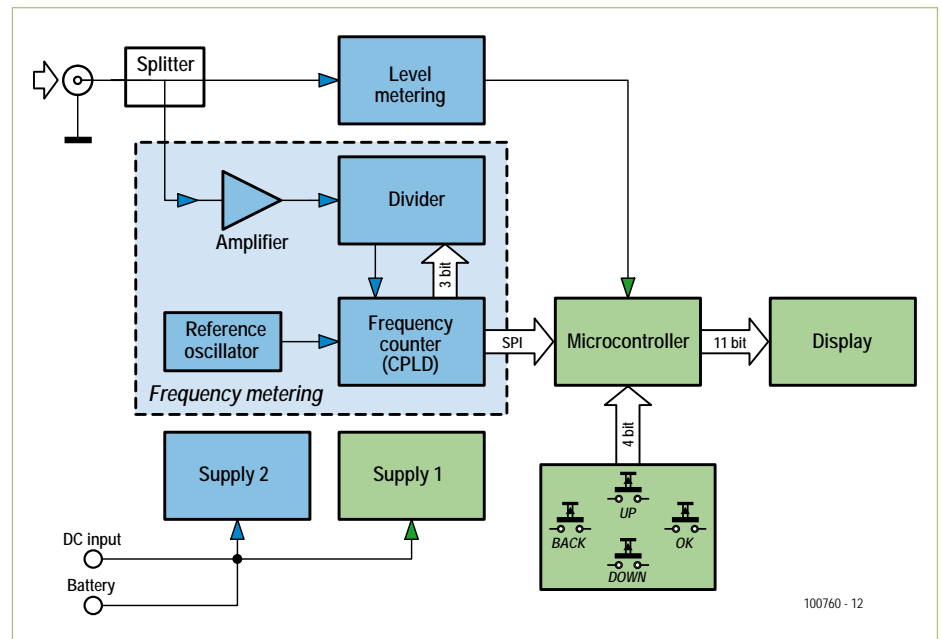 Splitter
Level
metering
Divider
Amplifier
3 bit
Reference
oscillator
Frequency
counter
(CPLD)
SPI
Microcontroller
11 bit
Display
Frequency metering
4 bit
Supply 2
Supply 1
UP
BACK
OK
DOWN
DC input
Battery
100760 - 12